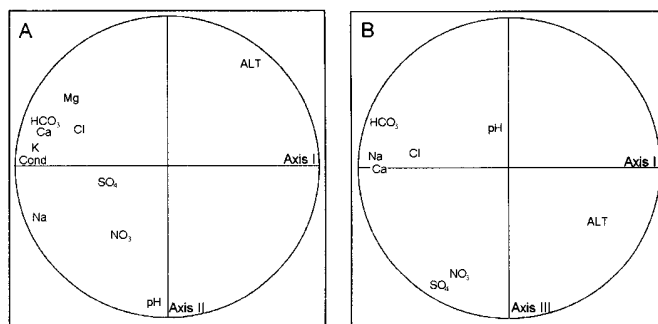 A
ALT
Mg
HCO₃
Ca
Cl
K
Cond
Axis I
SO₄
Na
NO₃
pH
Axis II
B
HCO₃
pH
Na
Cl
Ca
Axis I
ALT
NO₃
SO₄
Axis III